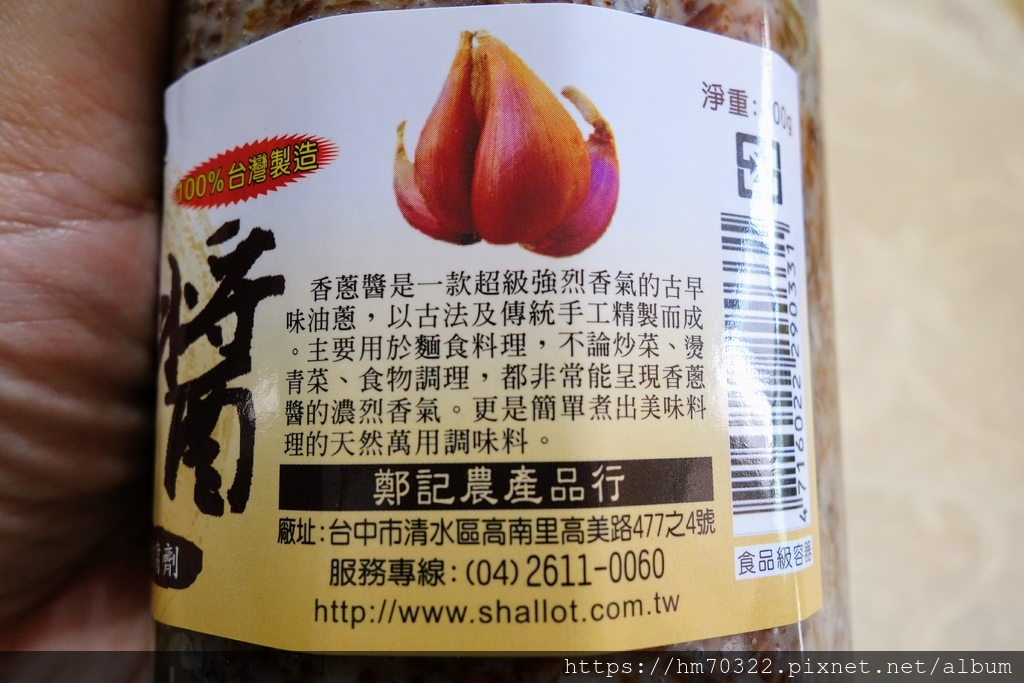 淨重:
100%台灣製造
醬
香蔥醬是一款超級強烈香氣的古早
味油蔥，以古法及傳統手工精製而成
。主要用於麵食料理，不論炒菜、燙
青菜、食物調理，都非常能呈現香蔥
醬的濃烈香氣。更是簡單煮出美味料
理的天然萬用調味料。
鄭記農產品行
廠址:台中市清水區高南里高美路477之4號
服務專線:(04)2611-0060
http://www.shallot.com.tw
4716022290331
食品級容器
https://hm70322.pixnet.net/album